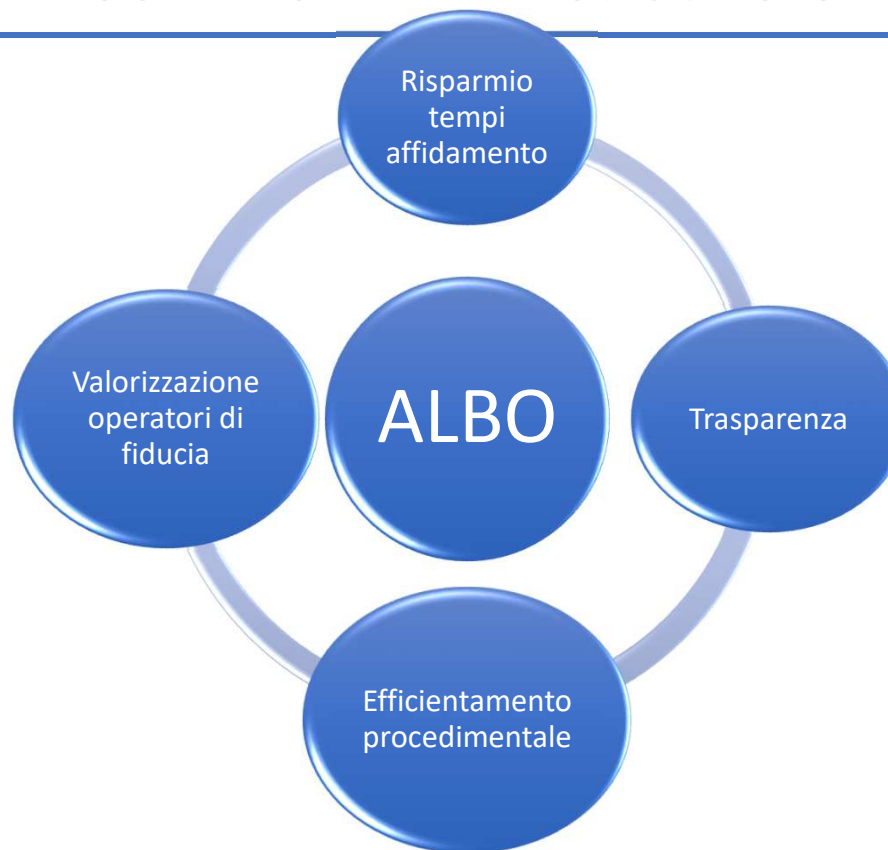 Risparmio
tempi
affidamento
Valorizzazione
operatori di
fiducia
ALBO
Trasparenza
Efficientamento
procedimentale